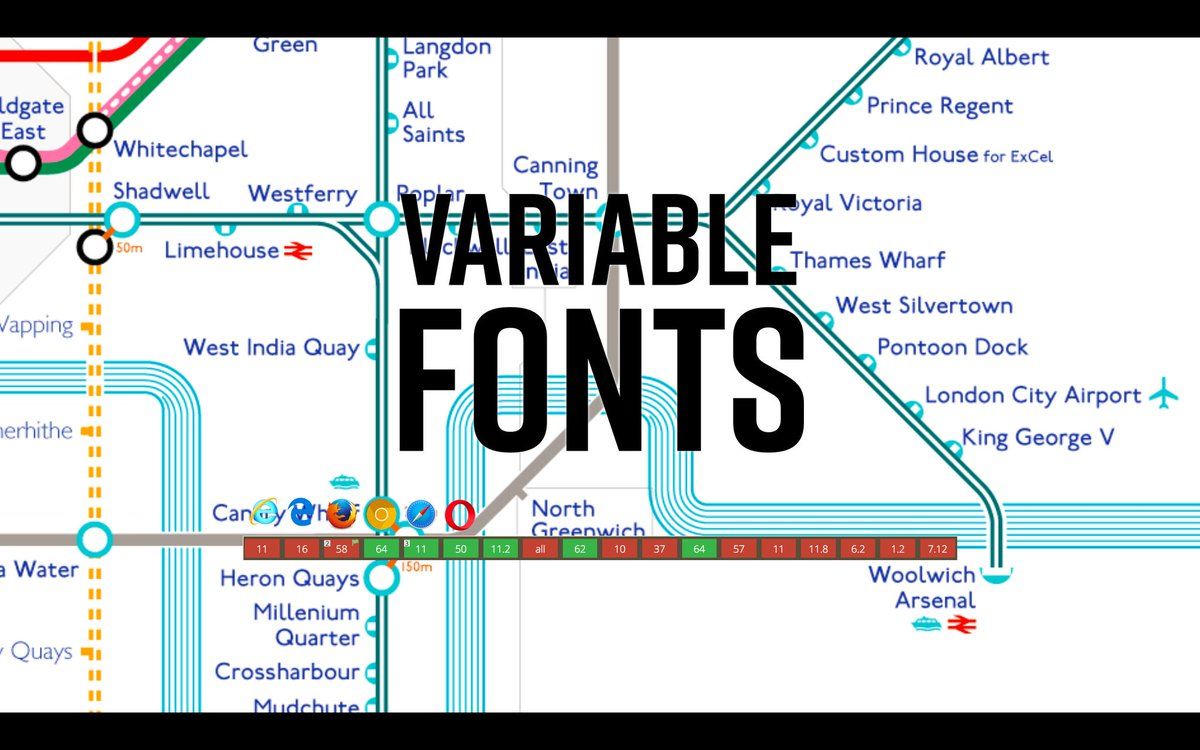 Green
Langdon
Park
Royal Albert
ldgate
East
All
Saints
Prince Regent
Whitechapel
Custom House for ExCel
Canning
Town
Shadwell
Westferry
Poplar
Royal Victoria
VARIABLE
50m
Limehouse
Thames Wharf
FONTS
West Silvertown
Vapping
West India Quay
Pontoon Dock
London City Airport
King George V
nerhithe
Canary Wharf
North
Greenwich
11 16 2 58 64 3 11 50 11.2 all 62 10 37 64 57 11 11.8 6.2 1.2 7.12
150m
a Water
Heron Quays
Woolwich
Arsenal
Millenium
Quarter
y Quays
Crossharbour
Mudchute